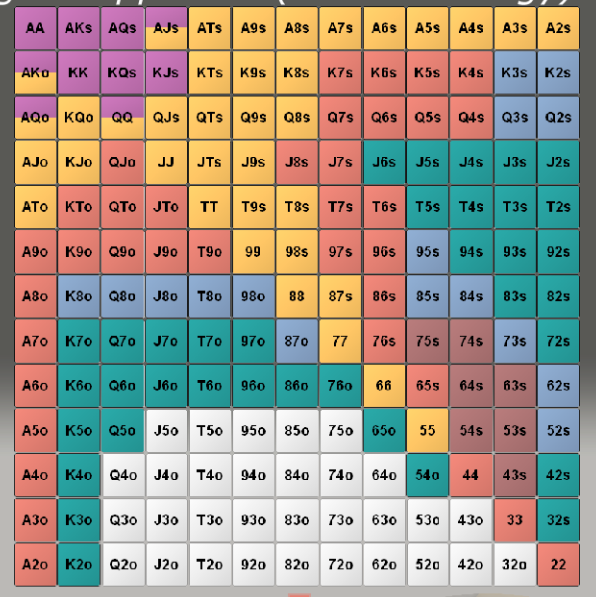 AA AKs AQs AJs ATs A9s A8s A7s A6s A5s A4s A3s A2s
AKo KK KQs KJs KTs K9s K8s K7s K6s K5s K4s K3s K2s
AQo KQo QQ QJs QTs Q9s Q8s Q7s Q6s Q5s Q4s Q3s Q2s
AJo KJo QJo JJ JTs J9s J8s J7s J6s J5s J4s J3s J2s
ATo KTo QTo JTo TT T9s T8s T7s T6s T5s T4s T3s T2s
A9o K9o Q9o J9o T9o 99 98s 97s 96s 95s 94s 93s 92s
A8o K8o Q8o J8o T8o 98o 88 87s 86s 85s 84s 83s 82s
A7o K7o Q7o J7o T7o 97o 87o 77 76s 75s 74s 73s 72s
A6o K6o Q6o J6o T6o 96o 86o 76o 66 65s 64s 63s 62s
A5o K5o Q5o J5o T5o 95o 85o 75o 65o 55 54s 53s 52s
A4o K4o Q4o J4o T4o 94o 84o 74o 64o 54o 44 43s 42s
A3o K3o Q3o J3o T3o 93o 83o 73o 63o 53o 43o 33 32s
A2o K2o Q2o J2o T2o 92o 82o 72o 62o 52o 42o 32o 22